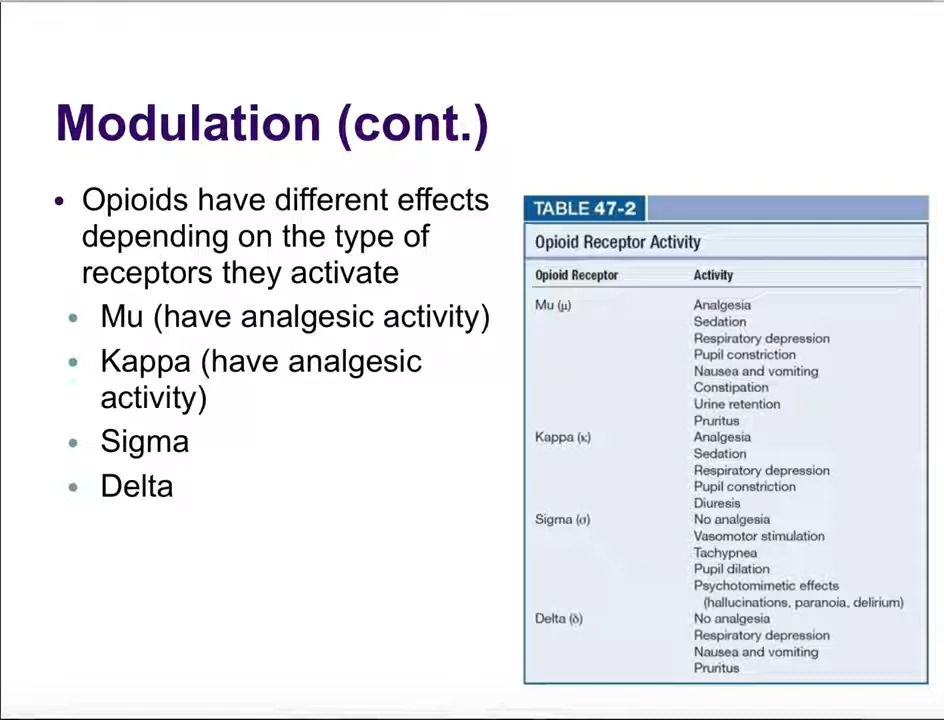 Modulation (cont.)
• Opioids have different effects
depending on the type of
receptors they activate
• Mu (have analgesic activity)
• Kappa (have analgesic
activity)
• Sigma
• Delta
TABLE 47-2
Opioid Receptor Activity
Opioid Receptor Activity
Mu (μ) Analgesia
Sedation
Respiratory depression
Pupil constriction
Nausea and vomiting
Constipation
Urine retention
Pruritus
Kappa (κ) Analgesia
Sedation
Respiratory depression
Pupil constriction
Diuresis
Sigma (σ) No analgesia
Vasomotor stimulation
Tachypnea
Pupil dilation
Psychotomimetic effects
(hallucinations, paranoia, delirium)
Delta (δ) No analgesia
Respiratory depression
Nausea and vomiting
Pruritus